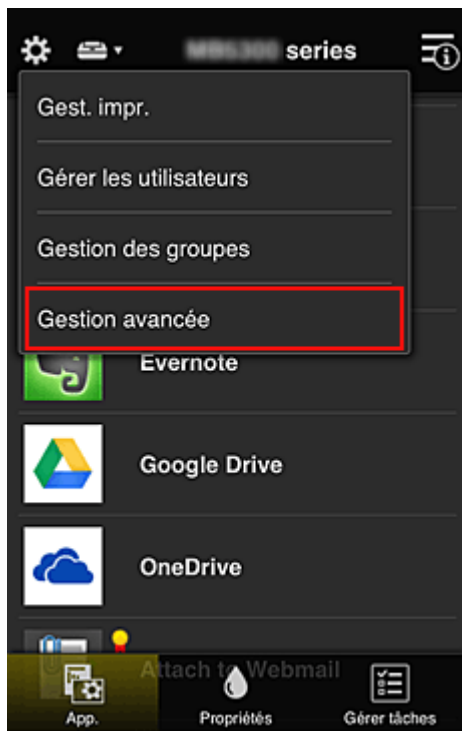 series
Gest. impr.
Gérer les utilisateurs
Gestion des groupes
Gestion avancée
Evernote
Google Drive
OneDrive
Attach to Webmail
App.
Propriétés
Gérer tâches